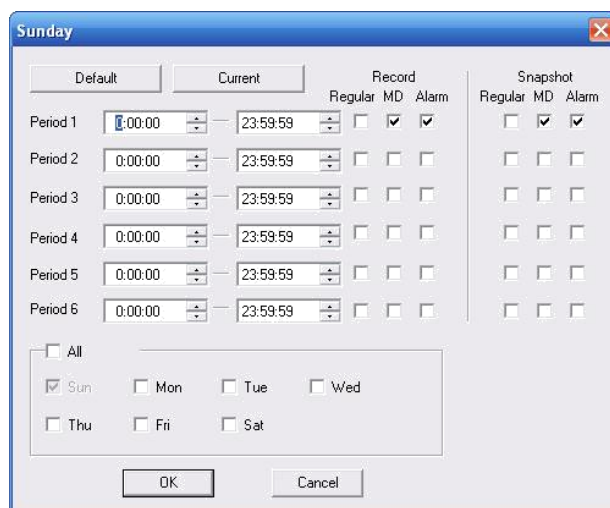 Sunday
Default Current Record Snapshot
Regular MD Alarm Regular MD Alarm
Period 1 0:00:00 — 23:59:59
Period 2 0:00:00 — 23:59:59
Period 3 0:00:00 — 23:59:59
Period 4 0:00:00 — 23:59:59
Period 5 0:00:00 — 23:59:59
Period 6 0:00:00 — 23:59:59
All
Sun Mon Tue Wed
Thu Fri Sat
OK Cancel